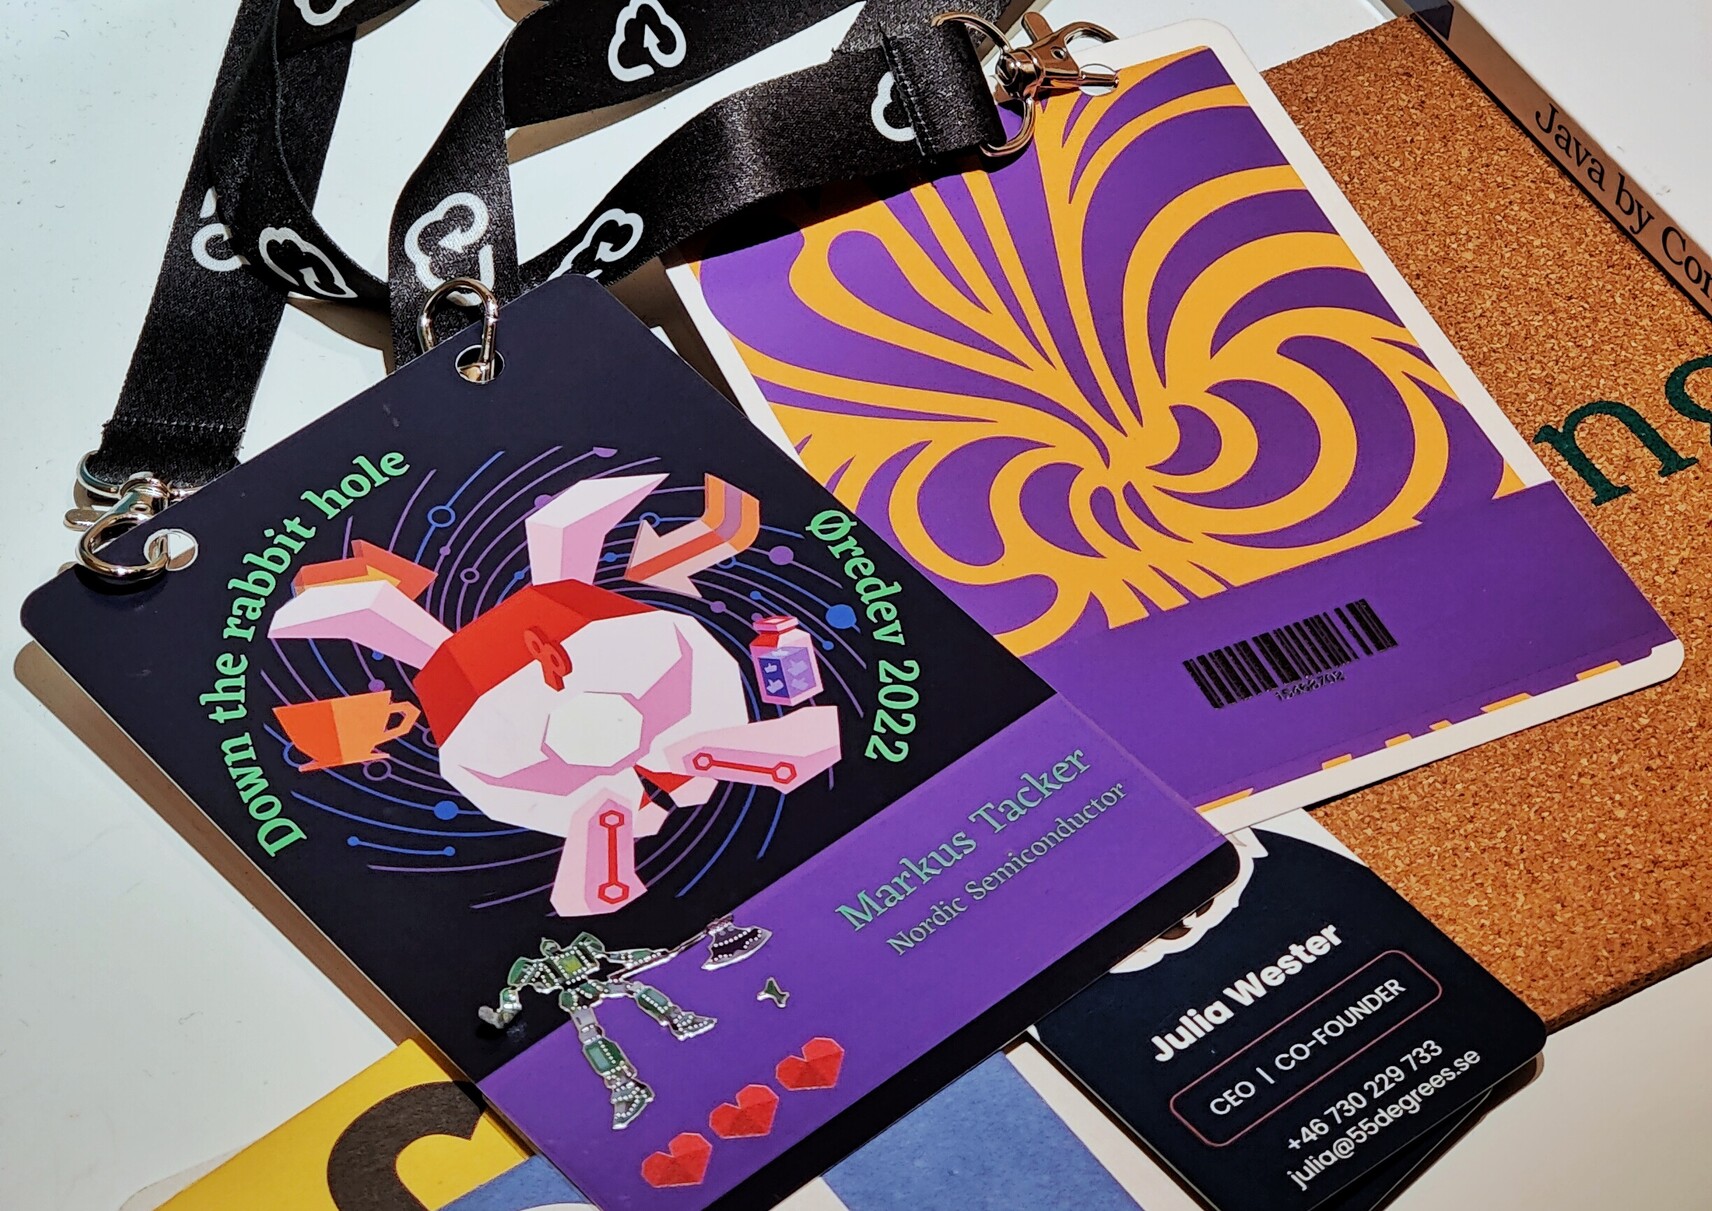 Down the rabbit hole
Øredev 2022
Markus Tacker
Nordic Semiconductor
Java by
Julia Wester
CEO | CO-FOUNDER
+46 730 229 733
julia@55degrees.se